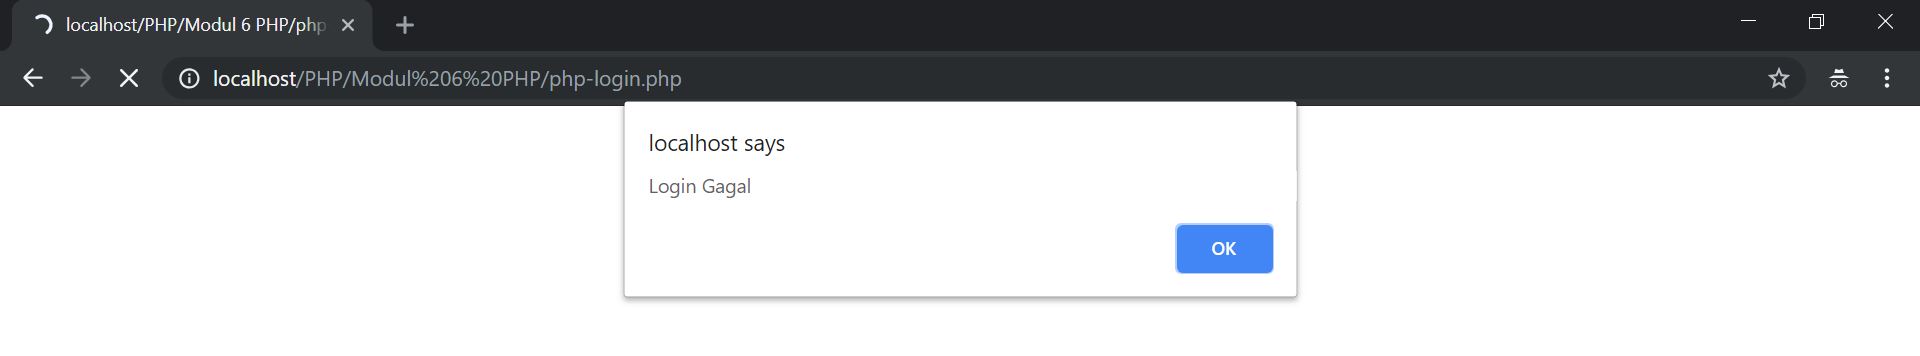 localhost/PHP/Modul 6 PHP/php
localhost/PHP/Modul%206%20PHP/php-login.php
localhost says
Login Gagal
OK